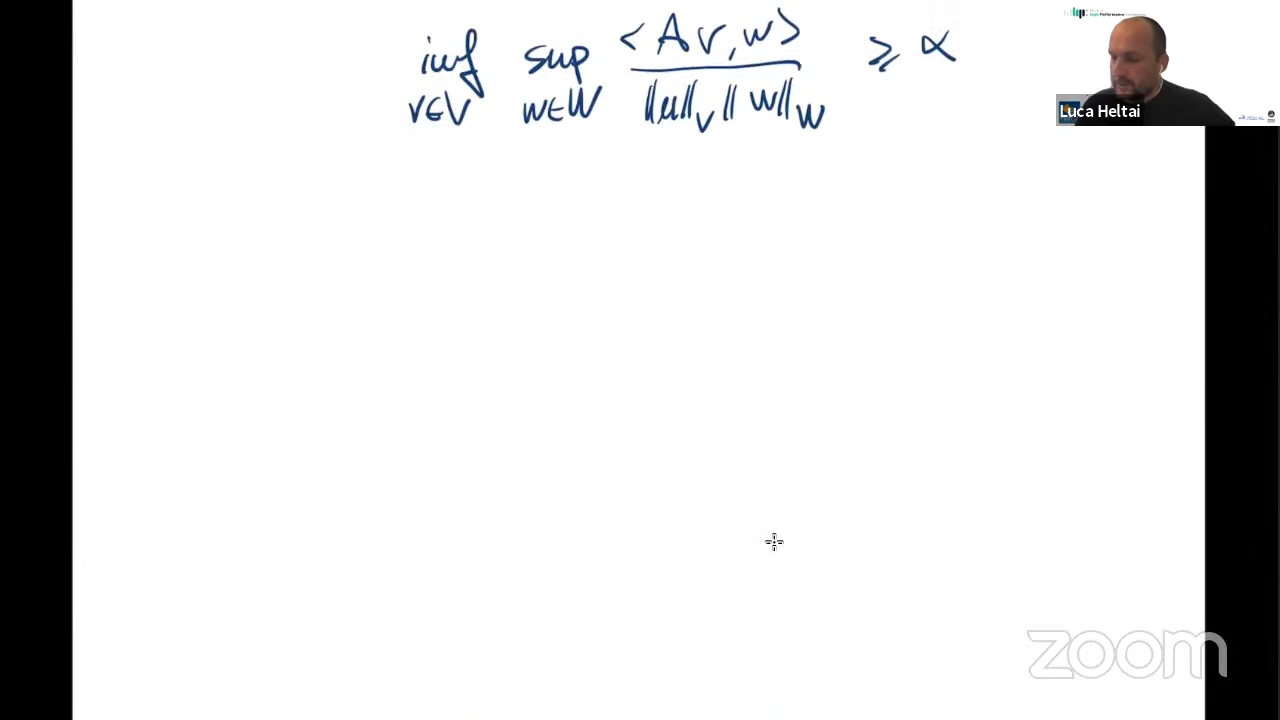 inf sup <Av, w> / ||u||_V ||w||_W ⩾ α
v∈V w∈W
Luca Heltai
zoom